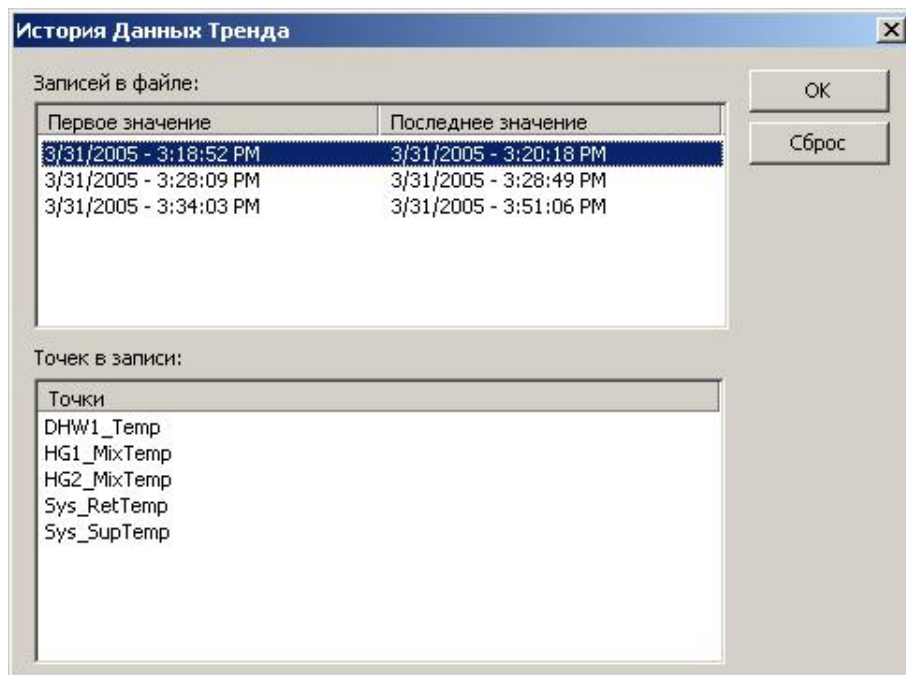 История Данных Тренда
Записей в файле:
OK
Первое значение Последнее значение
Сброс
3/31/2005 - 3:18:52 PM 3/31/2005 - 3:20:18 PM
3/31/2005 - 3:28:09 PM 3/31/2005 - 3:28:49 PM
3/31/2005 - 3:34:03 PM 3/31/2005 - 3:51:06 PM
Точек в записи:
Точки
DHW1_Temp
HG1_MixTemp
HG2_MixTemp
Sys_RetTemp
Sys_SupTemp